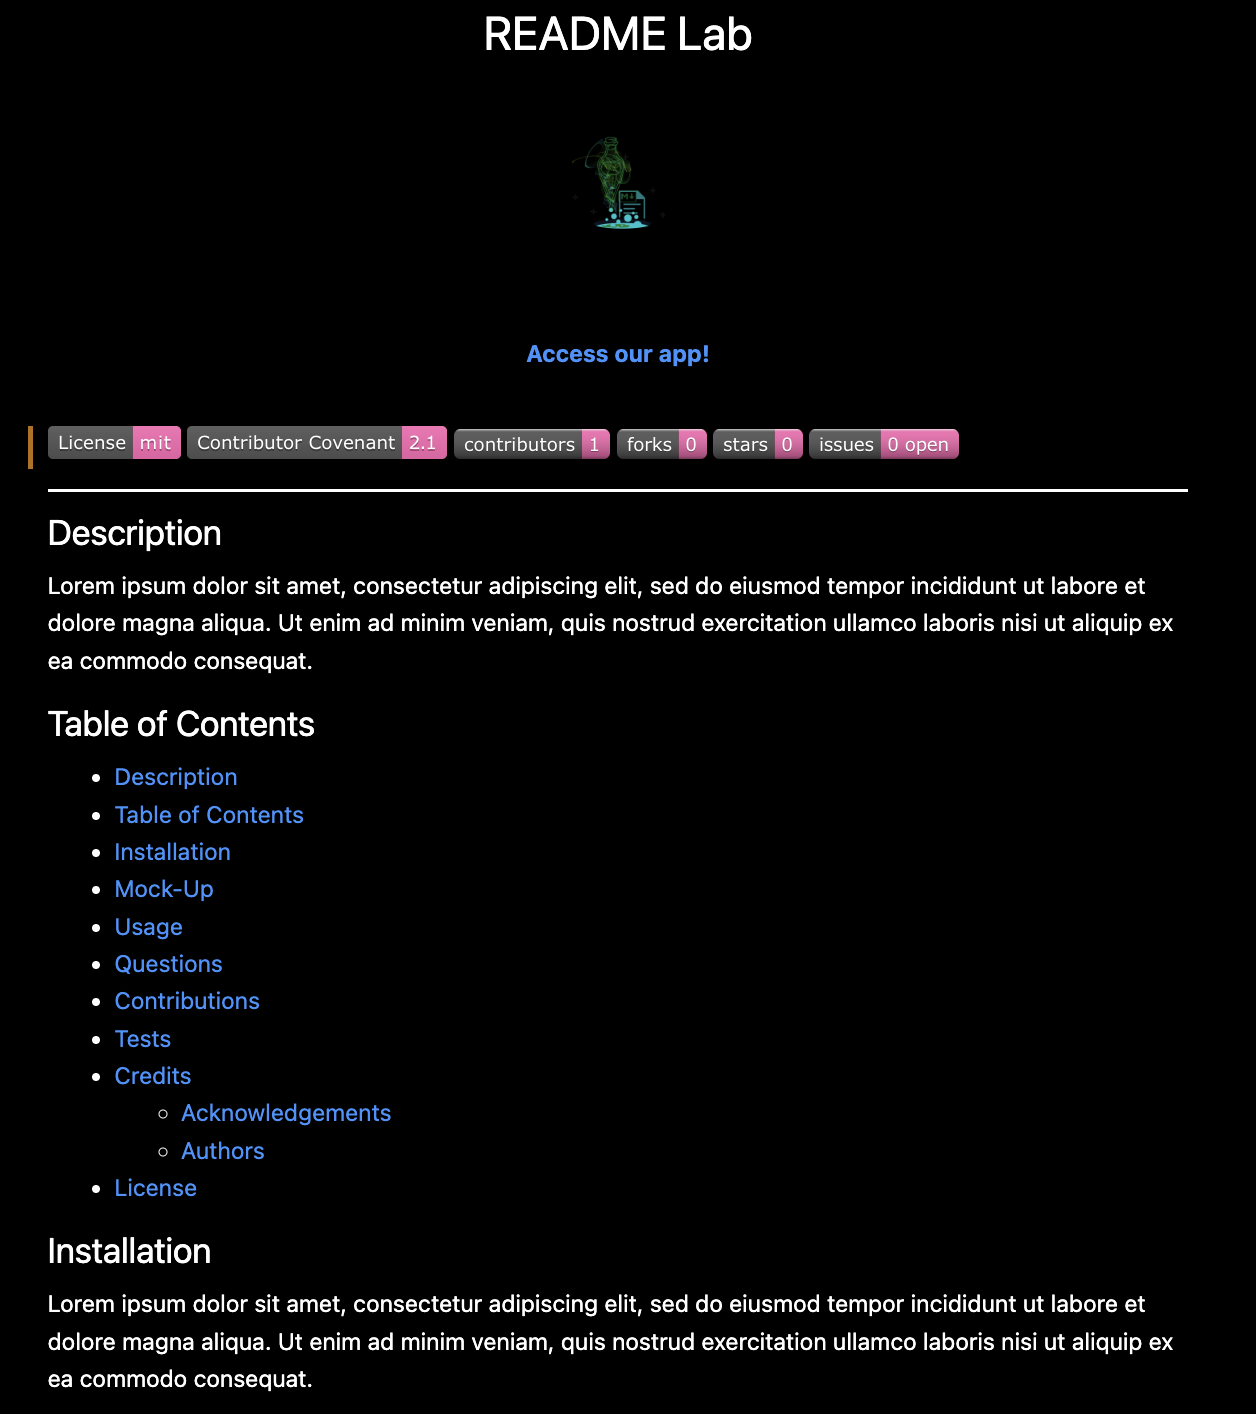 README Lab
M
Access our app!
License mit Contributor Covenant 2.1 contributors 1 forks 0 stars 0 issues 0 open
Description
Lorem ipsum dolor sit amet, consectetur adipiscing elit, sed do eiusmod tempor incididunt ut labore et
dolore magna aliqua. Ut enim ad minim veniam, quis nostrud exercitation ullamco laboris nisi ut aliquip ex
ea commodo consequat.
Table of Contents
Description
Table of Contents
Installation
Mock-Up
Usage
Questions
Contributions
Tests
Credits
Acknowledgements
Authors
License
Installation
Lorem ipsum dolor sit amet, consectetur adipiscing elit, sed do eiusmod tempor incididunt ut labore et
dolore magna aliqua. Ut enim ad minim veniam, quis nostrud exercitation ullamco laboris nisi ut aliquip ex
ea commodo consequat.